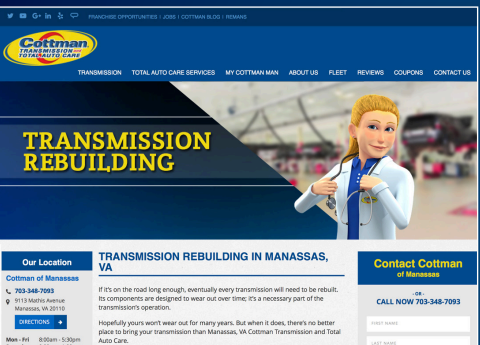 FRANCHISE OPPORTUNITIES | JOBS | COTTMAN BLOG | REMANS
Cottman
TRANSMISSION and
TOTAL AUTO CARE
TRANSMISSION TOTAL AUTO CARE SERVICES MY COTTMAN MAN ABOUT US FLEET REVIEWS COUPONS CONTACT US
TRANSMISSION
REBUILDING
Our Location
Cottman of Manassas
703-348-7093
9113 Mathis Avenue
Manassas, VA 20110
DIRECTIONS
Mon - Fri 8:00am - 5:30pm
TRANSMISSION REBUILDING IN MANASSAS,
VA
If it's on the road long enough, eventually every transmission will need to be rebuilt.
Its components are designed to wear out over time; it's a necessary part of the
transmission's operation.
Hopefully yours won't wear out for many years. But when it does, there's no better
place to bring your transmission than Manassas, VA Cottman Transmission and Total
Auto Care.
Contact Cottman
of Manassas
- OR -
CALL NOW 703-348-7093
FIRST NAME
LAST NAME